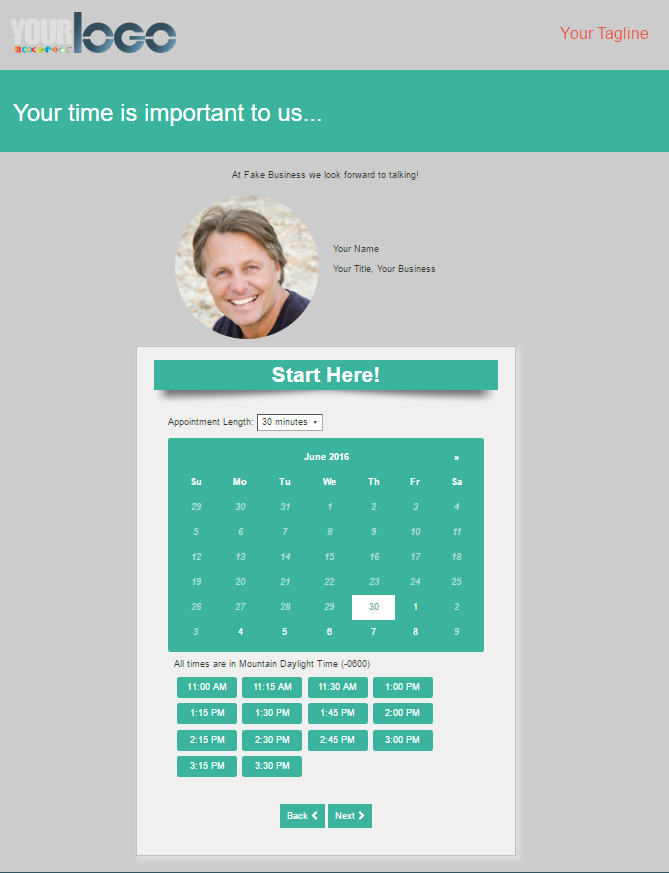 YOUR LOGO
Your Tagline
Your time is important to us...
At Fake Business we look forward to talking!
Your Name
Your Title, Your Business
Start Here!
Appointment Length: 30 minutes
June 2016 »
Su Mo Tu We Th Fr Sa
29 30 31 1 2 3 4
5 6 7 8 9 10 11
12 13 14 15 16 17 18
19 20 21 22 23 24 25
26 27 28 29 30 1 2
3 4 5 6 7 8 9
All times are in Mountain Daylight Time (-0600)
11:00 AM 11:15 AM 11:30 AM 1:00 PM
1:15 PM 1:30 PM 1:45 PM 2:00 PM
2:15 PM 2:30 PM 2:45 PM 3:00 PM
3:15 PM 3:30 PM
Back Next